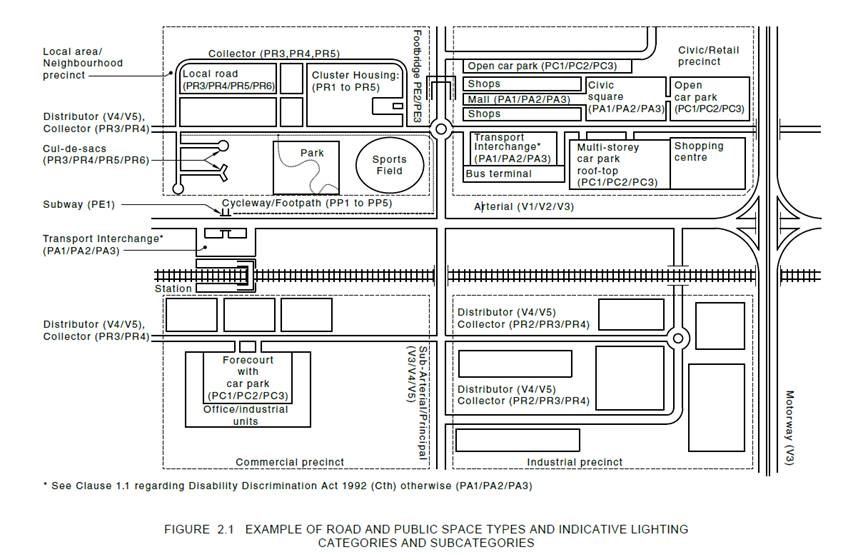 Local area/
Neighbourhood
precinct
Collector (PR3,PR4,PR5)
Local road
(PR3/PR4/PR5/PR6)
Cluster Housing:
(PR1 to PR5)
Footbridge PE2/PE3
Open car park (PC1/PC2/PC3)
Civic/Retail
precinct
Shops
Mall (PA1/PA2/PA3)
Shops
Civic
square
(PA1/PA2/PA3)
Open
car park
(PC1/PC2/PC3)
Distributor (V4/V5),
Collector (PR3/PR4)
Cul-de-sacs
(PR3/PR4/PR5/PR6)
Park
Sports
Field
Transport
Interchange*
(PA1/PA2/PA3)
Bus terminal
Multi-storey
car park
roof-top
(PC1/PC2/PC3)
Shopping
centre
Subway (PE1)
Cycleway/Footpath (PP1 to PP5)
Arterial (V1/V2/V3)
Transport Interchange*
(PA1/PA2/PA3)
Station
Distributor (V4/V5),
Collector (PR3/PR4)
Distributor (V4/V5)
Collector (PR2/PR3/PR4)
Forecourt
with
car park
(PC1/PC2/PC3)
Office/industrial
units
Sub-Arterial/Principal
(V3/V4/V5)
Distributor (V4/V5)
Collector (PR2/PR3/PR4)
Motorway (V3)
Commercial precinct
Industrial precinct
* See Clause 1.1 regarding Disability Discrimination Act 1992 (Cth) otherwise (PA1/PA2/PA3)
FIGURE 2.1 EXAMPLE OF ROAD AND PUBLIC SPACE TYPES AND INDICATIVE LIGHTING
CATEGORIES AND SUBCATEGORIES